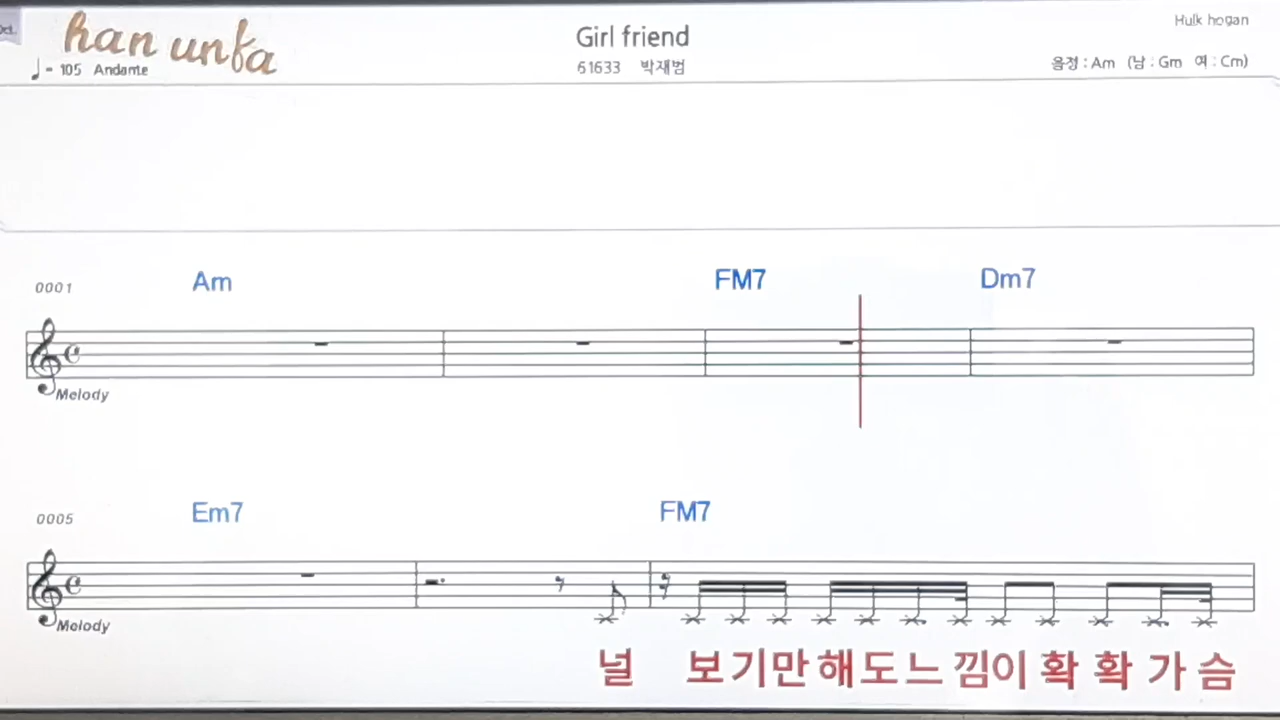 han unfa
Girl friend
Hulk hogan
♩= 105 Andante
61633 박재범
음정 : Am (남 : Gm 여 : Cm)
0001 Am FM7 Dm7
Melody
0005 Em7 FM7
Melody
널 보기만해도느낌이확확가슴